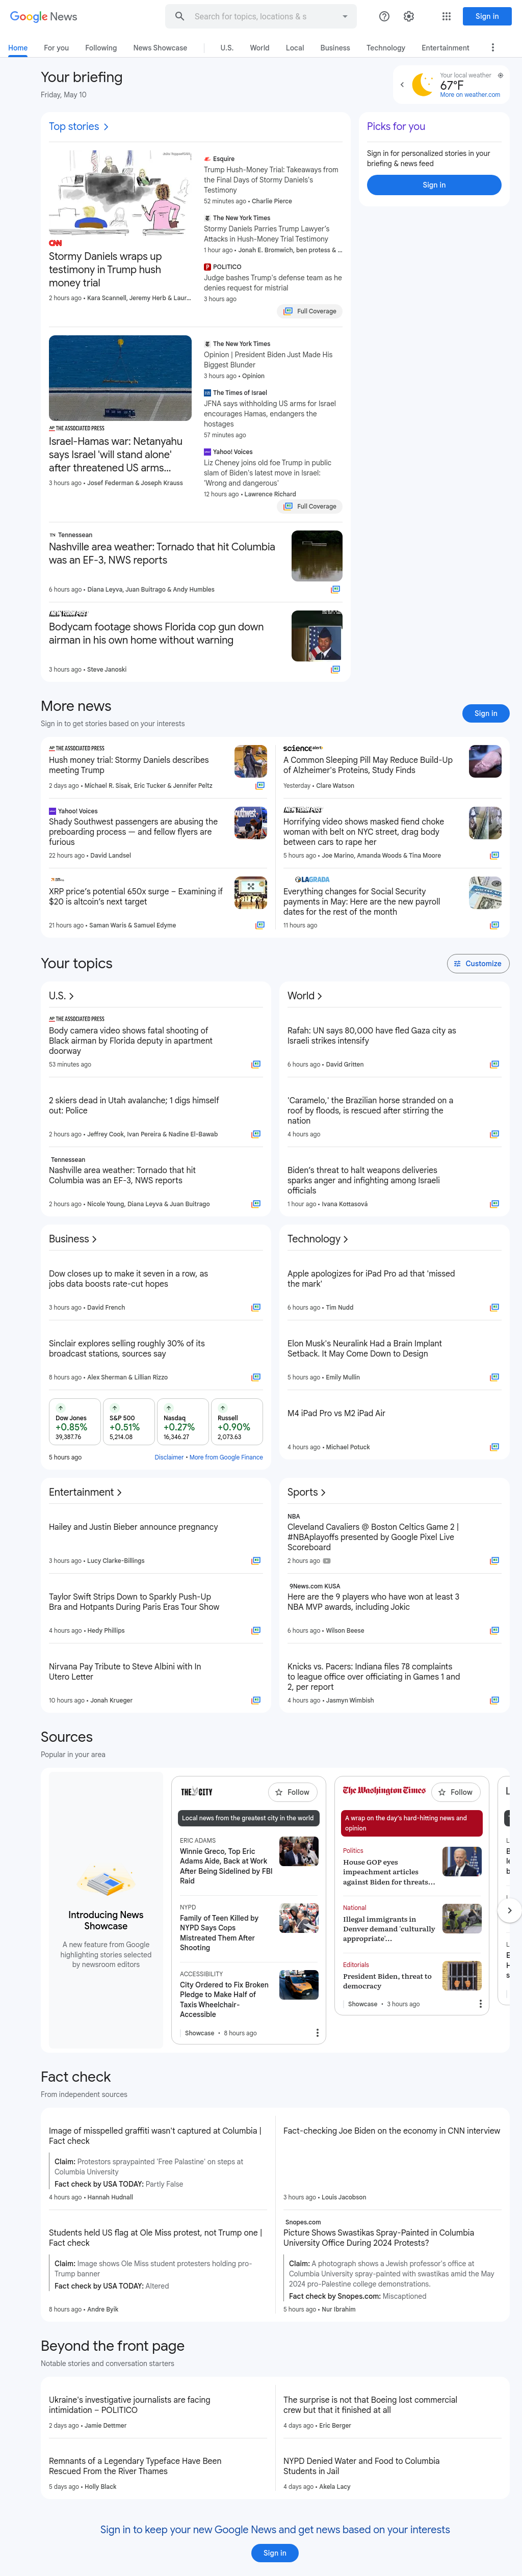 Google News
Search for topics, locations & s
Sign in
Home
For you
Following
News Showcase
U.S.
World
Local
Business
Technology
Entertainment
Your briefing
Friday, May 10
Your local weather
67°F
More on weather.com
Top stories
CNN
Stormy Daniels wraps up
testimony in Trump hush
money trial
2 hours ago • Kara Scannell, Jeremy Herb & Laur...
Esquire
Trump Hush-Money Trial: Takeaways from
the Final Days of Stormy Daniels's
Testimony
52 minutes ago • Charlie Pierce
The New York Times
Stormy Daniels Parries Trump Lawyer's
Attacks in Hush-Money Trial Testimony
1 hour ago • Jonah E. Bromwich, ben protess & ...
POLITICO
Judge bashes Trump's defense team as he
denies request for mistrial
3 hours ago
Full Coverage
Picks for you
Sign in for personalized stories in your
briefing & news feed
Sign in
AP THE ASSOCIATED PRESS
Israel-Hamas war: Netanyahu
says Israel 'will stand alone'
after threatened US arms...
3 hours ago • Josef Federman & Joseph Krauss
The New York Times
Opinion | President Biden Just Made His
Biggest Blunder
3 hours ago • Opinion
The Times of Israel
JFNA says withholding US arms for Israel
encourages Hamas, endangers the
hostages
57 minutes ago
Yahoo! Voices
Liz Cheney joins old foe Trump in public
slam of Biden's latest move in Israel:
'Wrong and dangerous'
12 hours ago • Lawrence Richard
Full Coverage
Tennessean
Nashville area weather: Tornado that hit Columbia
was an EF-3, NWS reports
6 hours ago • Diana Leyva, Juan Buitrago & Andy Humbles
NEW YORK POST
Bodycam footage shows Florida cop gun down
airman in his own home without warning
3 hours ago • Steve Janoski
More news
Sign in to get stories based on your interests
Sign in
AP THE ASSOCIATED PRESS
Hush money trial: Stormy Daniels describes
meeting Trump
2 days ago • Michael R. Sisak, Eric Tucker & Jennifer Peltz
sciencealert
A Common Sleeping Pill May Reduce Build-Up
of Alzheimer's Proteins, Study Finds
Yesterday • Clare Watson
Yahoo! Voices
Shady Southwest passengers are abusing the
preboarding process — and fellow flyers are
furious
22 hours ago • David Landsel
NEW YORK POST
Horrifying video shows masked fiend choke
woman with belt on NYC street, drag body
between cars to rape her
5 hours ago • Joe Marino, Amanda Woods & Tina Moore
XRP price's potential 650x surge – Examining if
$20 is altcoin's next target
21 hours ago • Saman Waris & Samuel Edyme
LAGRADA
Everything changes for Social Security
payments in May: Here are the new payroll
dates for the rest of the month
11 hours ago
Your topics
Customize
U.S.
AP THE ASSOCIATED PRESS
Body camera video shows fatal shooting of
Black airman by Florida deputy in apartment
doorway
53 minutes ago
2 skiers dead in Utah avalanche; 1 digs himself
out: Police
2 hours ago • Jeffrey Cook, Ivan Pereira & Nadine El-Bawab
Tennessean
Nashville area weather: Tornado that hit
Columbia was an EF-3, NWS reports
2 hours ago • Nicole Young, Diana Leyva & Juan Buitrago
World
Rafah: UN says 80,000 have fled Gaza city as
Israeli strikes intensify
6 hours ago • David Gritten
'Caramelo,' the Brazilian horse stranded on a
roof by floods, is rescued after stirring the
nation
4 hours ago
Biden's threat to halt weapons deliveries
sparks anger and infighting among Israeli
officials
1 hour ago • Ivana Kottasová
Business
Dow closes up to make it seven in a row, as
jobs data boosts rate-cut hopes
3 hours ago • David French
Sinclair explores selling roughly 30% of its
broadcast stations, sources say
8 hours ago • Alex Sherman & Lillian Rizzo
Dow Jones
+0.85%
39,387.76
S&P 500
+0.51%
5,214.08
Nasdaq
+0.27%
16,346.27
Russell
+0.90%
2,073.63
5 hours ago
Disclaimer • More from Google Finance
Technology
Apple apologizes for iPad Pro ad that 'missed
the mark'
6 hours ago • Tim Nudd
Elon Musk's Neuralink Had a Brain Implant
Setback. It May Come Down to Design
5 hours ago • Emily Mullin
M4 iPad Pro vs M2 iPad Air
4 hours ago • Michael Potuck
Entertainment
Hailey and Justin Bieber announce pregnancy
3 hours ago • Lucy Clarke-Billings
Taylor Swift Strips Down to Sparkly Push-Up
Bra and Hotpants During Paris Eras Tour Show
4 hours ago • Hedy Phillips
Nirvana Pay Tribute to Steve Albini with In
Utero Letter
10 hours ago • Jonah Krueger
Sports
NBA
Cleveland Cavaliers @ Boston Celtics Game 2 |
#NBAplayoffs presented by Google Pixel Live
Scoreboard
2 hours ago
9News.com KUSA
Here are the 9 players who have won at least 3
NBA MVP awards, including Jokic
6 hours ago • Wilson Beese
Knicks vs. Pacers: Indiana files 78 complaints
to league office over officiating in Games 1 and
2, per report
4 hours ago • Jasmyn Wimbish
Sources
Popular in your area
Introducing News
Showcase
A new feature from Google
highlighting stories selected
by newsroom editors
THE CITY
Follow
Local news from the greatest city in the world
ERIC ADAMS
Winnie Greco, Top Eric
Adams Aide, Back at Work
After Being Sidelined by FBI
Raid
NYPD
Family of Teen Killed by
NYPD Says Cops
Mistreated Them After
Shooting
ACCESSIBILITY
City Ordered to Fix Broken
Pledge to Make Half of
Taxis Wheelchair-
Accessible
Showcase • 8 hours ago
The Washington Times
Follow
A wrap on the day's hard-hitting news and
opinion
Politics
House GOP eyes
impeachment articles
against Biden for threats...
National
Illegal immigrants in
Denver demand 'culturally
appropriate'...
Editorials
President Biden, threat to
democracy
Showcase • 3 hours ago
Fact check
From independent sources
Image of misspelled graffiti wasn't captured at Columbia |
Fact check
Claim: Protestors spraypainted 'Free Palastine' on steps at
Columbia University
Fact check by USA TODAY: Partly False
4 hours ago • Hannah Hudnall
Fact-checking Joe Biden on the economy in CNN interview
3 hours ago • Louis Jacobson
Students held US flag at Ole Miss protest, not Trump one |
Fact check
Claim: Image shows Ole Miss student protesters holding pro-
Trump banner
Fact check by USA TODAY: Altered
8 hours ago • Andre Byik
Snopes.com
Picture Shows Swastikas Spray-Painted in Columbia
University Office During 2024 Protests?
Claim: A photograph shows a Jewish professor's office at
Columbia University spray-painted with swastikas amid the May
2024 pro-Palestine college demonstrations.
Fact check by Snopes.com: Miscaptioned
5 hours ago • Nur Ibrahim
Beyond the front page
Notable stories and conversation starters
Ukraine's investigative journalists are facing
intimidation – POLITICO
2 days ago • Jamie Dettmer
The surprise is not that Boeing lost commercial
crew but that it finished at all
4 days ago • Eric Berger
Remnants of a Legendary Typeface Have Been
Rescued From the River Thames
5 days ago • Holly Black
NYPD Denied Water and Food to Columbia
Students in Jail
4 days ago • Akela Lacy
Sign in to keep your new Google News and get news based on your interests
Sign in